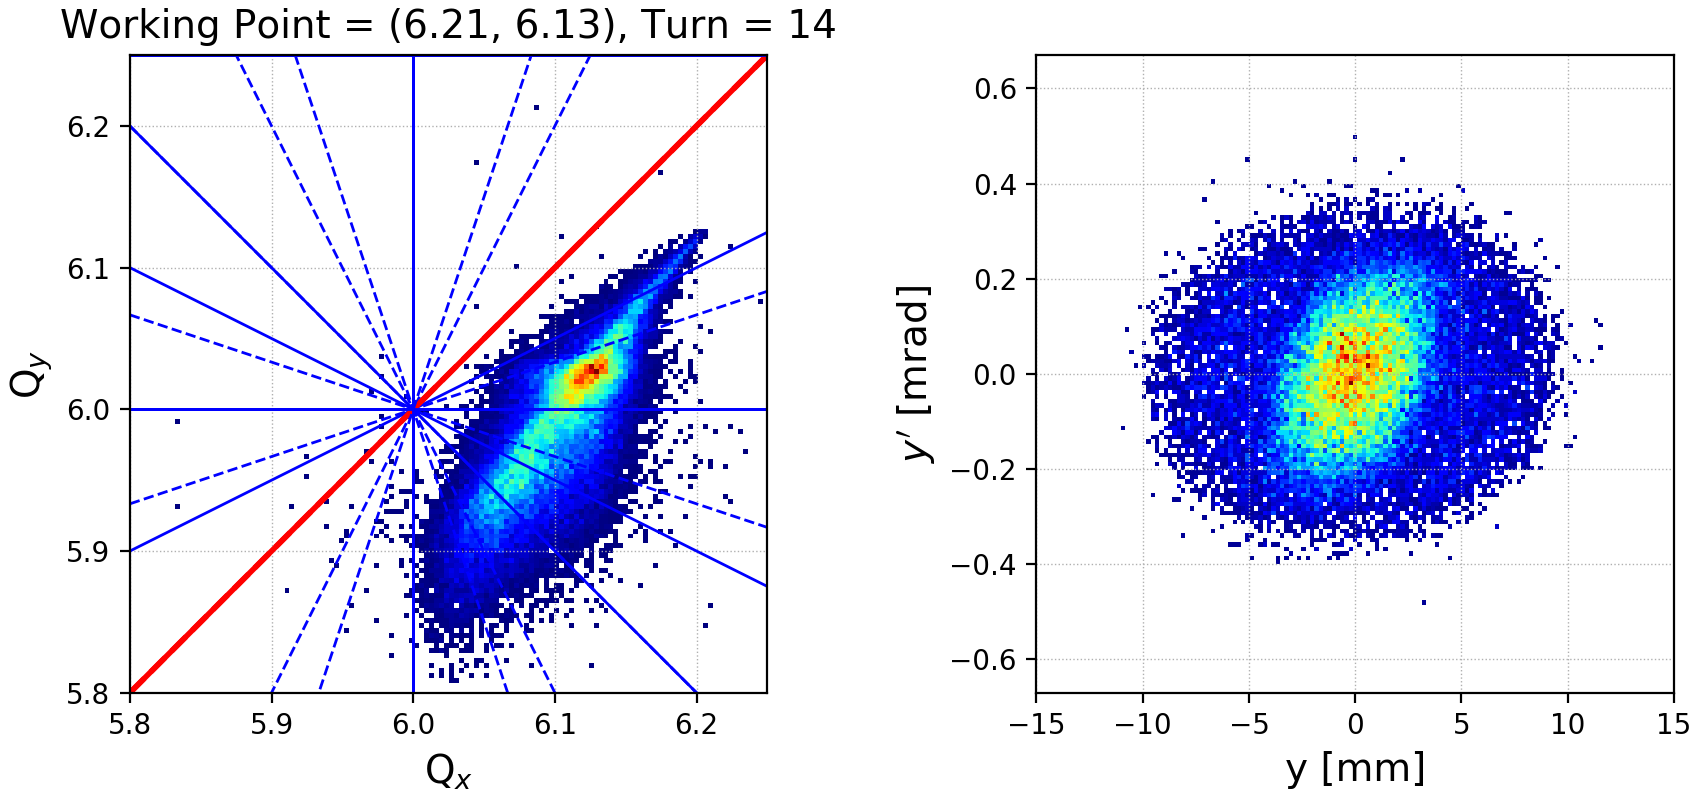 Working Point = (6.21, 6.13), Turn = 14
6.2
6.1
6.0
5.9
5.8
Qy
5.8 5.9 6.0 6.1 6.2
Qx
0.6
0.4
0.2
0.0
−0.2
−0.4
−0.6
y′ [mrad]
−15 −10 −5 0 5 10 15
y [mm]